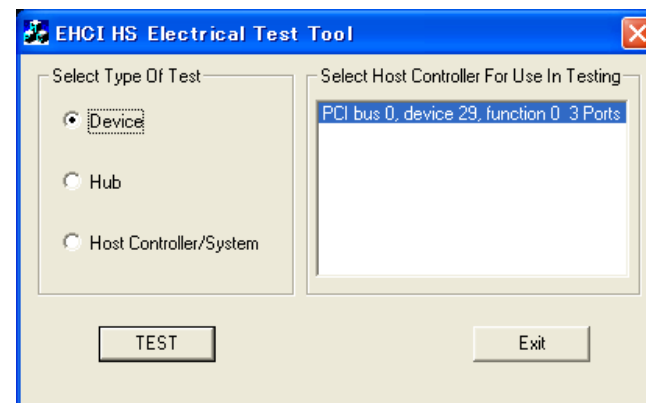 EHCI HS Electrical Test Tool
Select Type Of Test
Device
Hub
Host Controller/System
Select Host Controller For Use In Testing
PCI bus 0, device 29, function 0 3 Ports
TEST
Exit